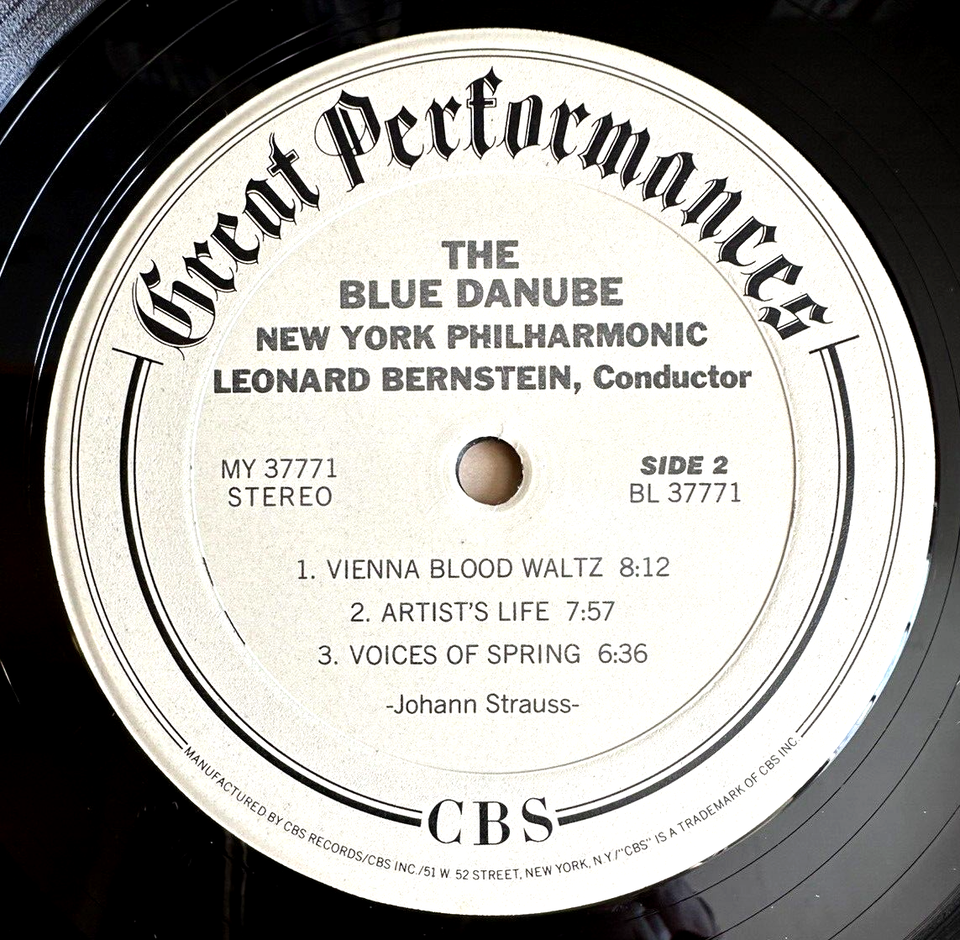 Great Performances
THE
BLUE DANUBE
NEW YORK PHILHARMONIC
LEONARD BERNSTEIN, Conductor
MY 37771
STEREO
SIDE 2
BL 37771
1. VIENNA BLOOD WALTZ 8:12
2. ARTIST'S LIFE 7:57
3. VOICES OF SPRING 6:36
-Johann Strauss-
CBS
MANUFACTURED BY CBS RECORDS/CBS INC./51 W. 52 STREET, NEW YORK, N.Y./"CBS" IS A TRADEMARK OF CBS INC.